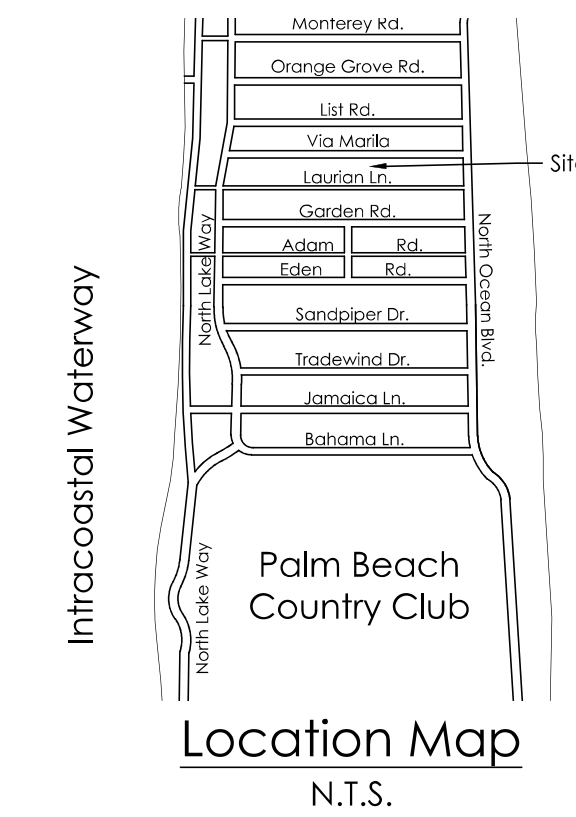 Monterey Rd.
Orange Grove Rd.
List Rd.
Via Marila
Laurian Ln.
Garden Rd.
Adam Rd.
Eden Rd.
Sandpiper Dr.
Tradewind Dr.
Jamaica Ln.
Bahama Ln.
North Lake Way
North Ocean Blvd.
Intracoastal Waterway
North Lake Way
Palm Beach
Country Club
Location Map
N.T.S.